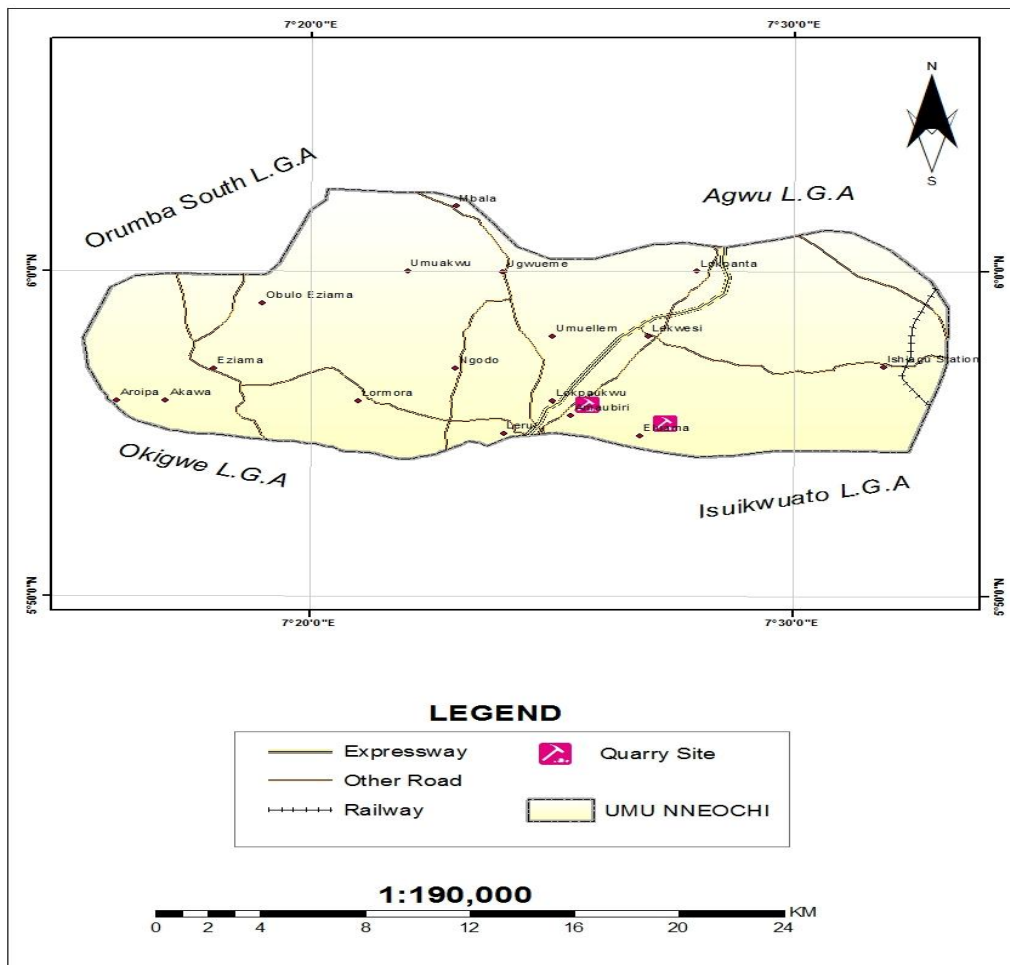 7°20'0"E
7°30'0"E
N
S
Orumba South L.G.A
Agwu L.G.A
Mbala
6°0'0"N
Umuakwu
Ugwueme
Lokpanta
6°0'0"N
Obulo Eziama
Umuellem
Lekwesi
Eziama
Ngodo
Ishiagu Station
Aroipa
Akawa
Lormora
Lokpaukwu
Leru
Okigwe L.G.A
Isuikwuato L.G.A
5°50'0"N
5°50'0"N
7°20'0"E
7°30'0"E
LEGEND
Expressway
Quarry Site
Other Road
Railway
UMU NNEOCHI
1:190,000
KM
0 2 4 8 12 16 20 24